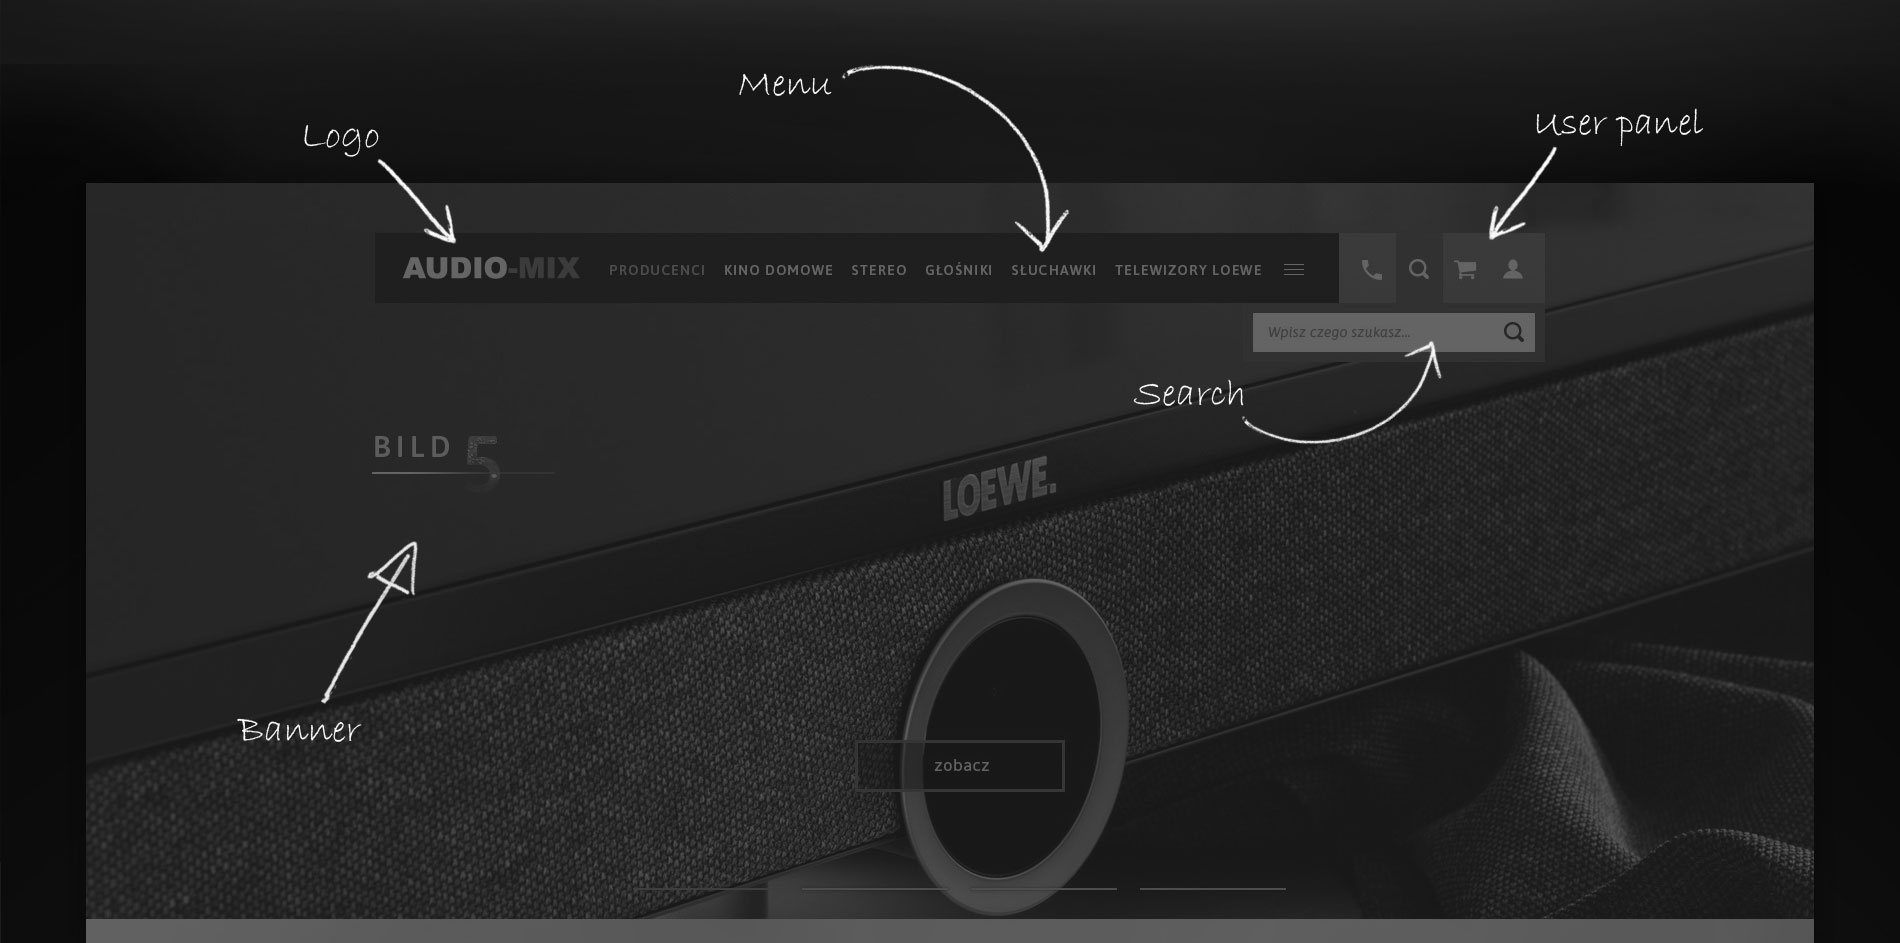 Menu
Logo
User panel
AUDIO-MIX PRODUCENCI KINO DOMOWE STEREO GŁOŚNIKI SŁUCHAWKI TELEWIZORY LOEWE
Wpisz czego szukasz...
Search
BILD 5
LOEWE.
Banner
zobacz